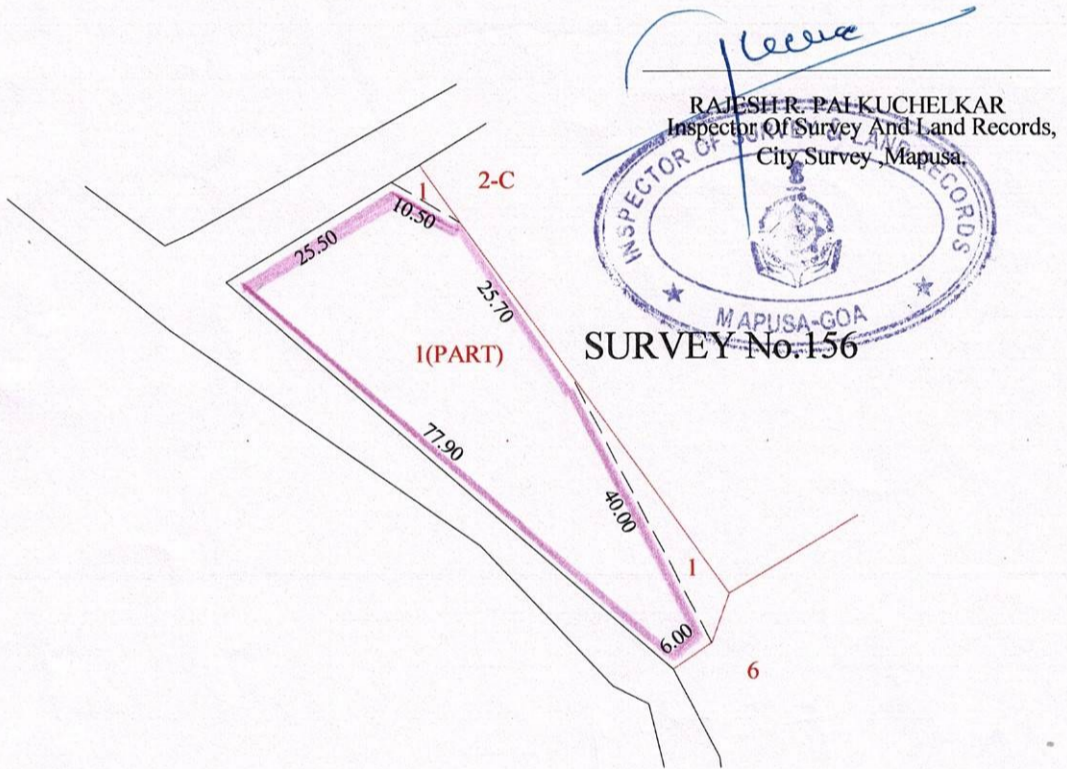 RAJESH R. PAI KUCHELKAR
Inspector Of Survey And Land Records,
City Survey ,Mapusa.
INSPECTOR OF SURVEY & LAND RECORDS
★ MAPUSA-GOA ★
SURVEY No.156
2-C
1
10.50
25.50
25.70
1(PART)
77.90
40.00
1
6.00
6